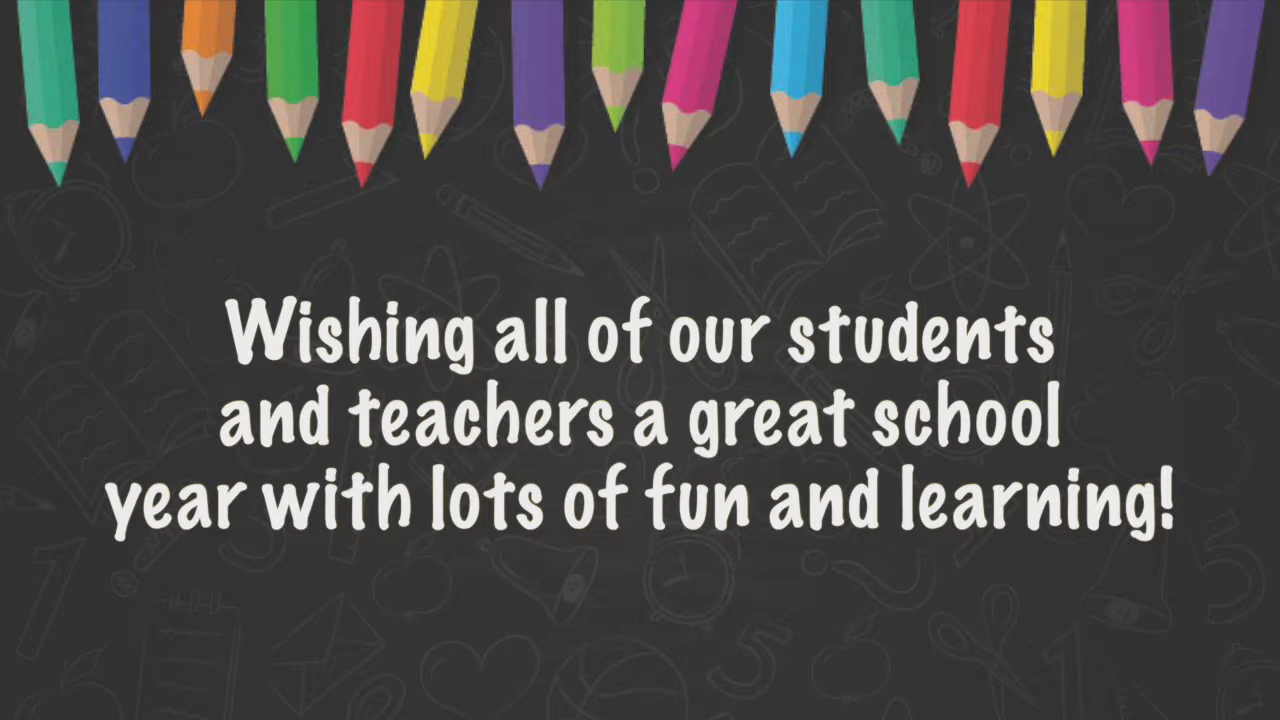 Wishing all of our students
and teachers a great school
year with lots of fun and learning!